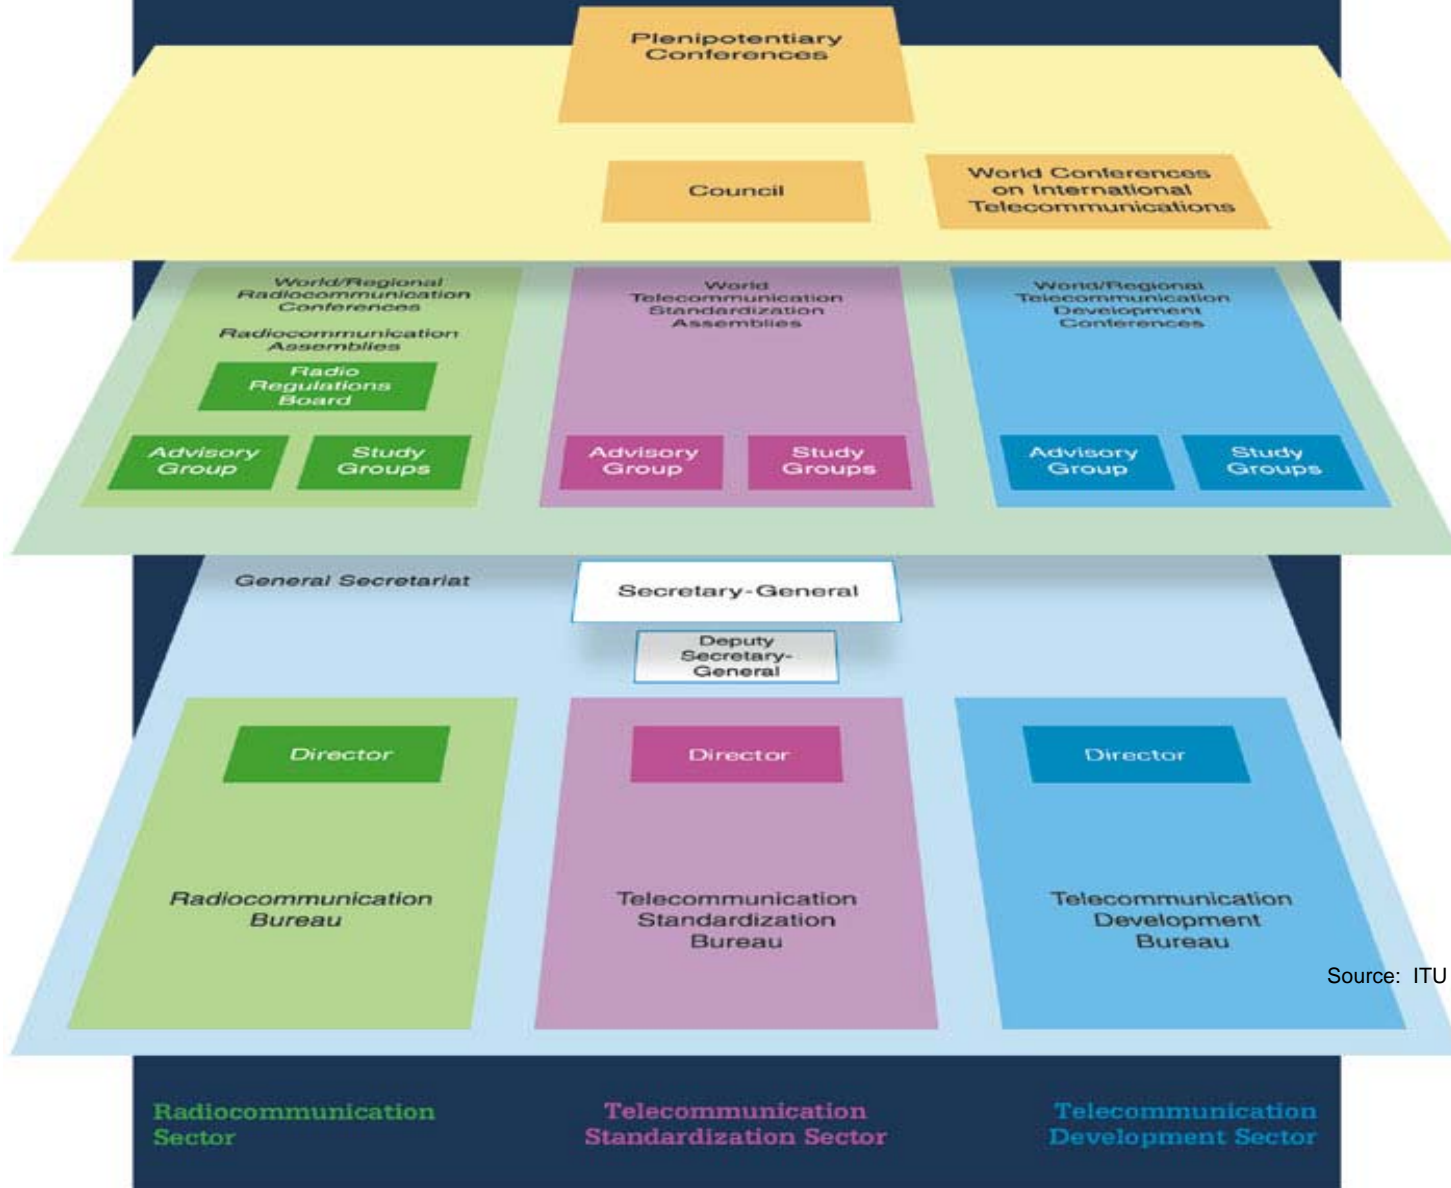 Plenipotentiary
Conferences
Council
World Conferences
on International
Telecommunications
World/Regional
Radiocommunication
Conferences
Radiocommunication
Assemblies
Radio
Regulations
Board
Advisory
Group
Study
Groups
World
Telecommunication
Standardization
Assemblies
Advisory
Group
Study
Groups
World/Regional
Telecommunication
Development
Conferences
Advisory
Group
Study
Groups
General Secretariat
Secretary-General
Deputy
Secretary-
General
Director
Radiocommunication
Bureau
Director
Telecommunication
Standardization
Bureau
Director
Telecommunication
Development
Bureau
Source: ITU
Radiocommunication
Sector
Telecommunication
Standardization Sector
Telecommunication
Development Sector